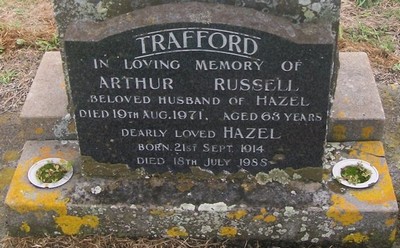 TRAFFORD
IN LOVING MEMORY OF
ARTHUR RUSSELL
BELOVED HUSBAND OF HAZEL
DIED 19TH AUG. 1971. AGED 63 YEARS
DEARLY LOVED HAZEL
BORN. 21ST SEPT. 1914
DIED 18TH JULY 1988